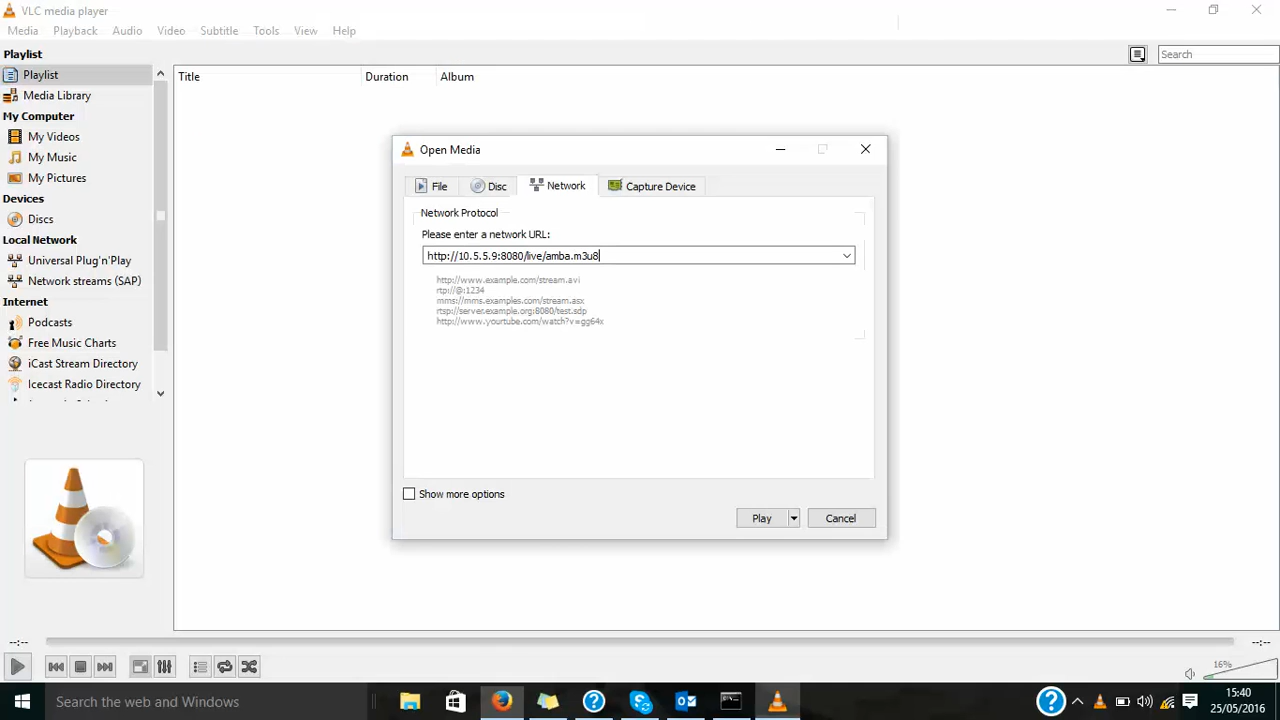 VLC media player
Media Playback Audio Video Subtitle Tools View Help
Playlist
Search
Playlist
Title Duration Album
Media Library
My Computer
My Videos
My Music
My Pictures
Devices
Discs
Local Network
Universal Plug'n'Play
Network streams (SAP)
Internet
Podcasts
Free Music Charts
iCast Stream Directory
Icecast Radio Directory
Open Media
File Disc Network Capture Device
Network Protocol
Please enter a network URL:
http://10.5.5.9:8080/live/amba.m3u8
http://www.example.com/stream.avi
rtp://@:1234
mms://mms.examples.com/stream.asx
rtsp://server.example.org:8080/test.sdp
http://www.yourtube.com/watch?v=gg64x
Show more options
Play Cancel
--:-- --:--
16%
Search the web and Windows
15:40
25/05/2016